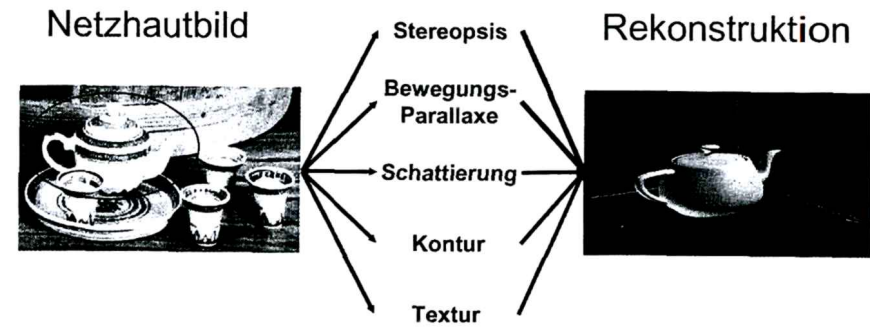 Netzhautbild
Stereopsis
Bewegungs-
Parallaxe
Schattierung
Kontur
Textur
Rekonstruktion